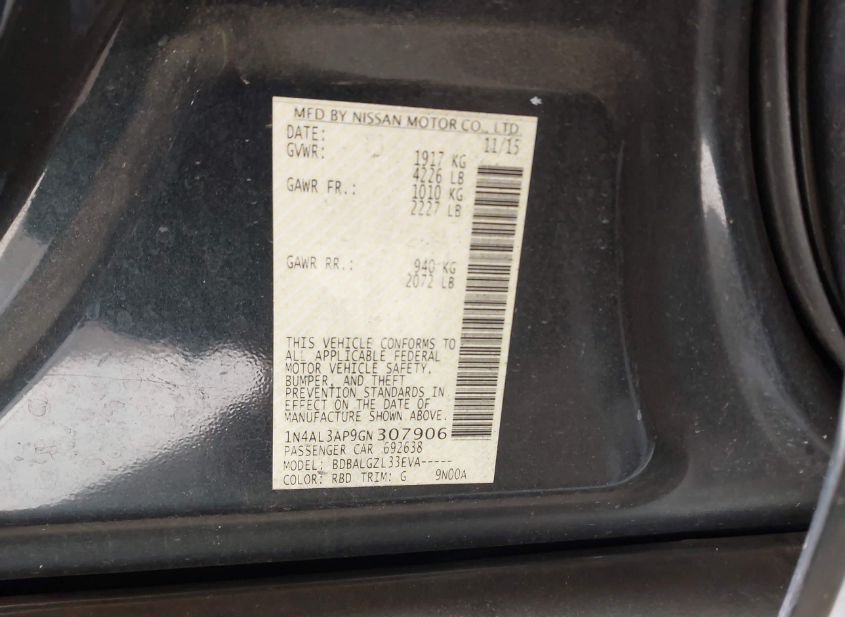 MFD BY NISSAN MOTOR CO., LTD.
DATE: 11/15
GVWR: 1917 KG
4226 LB
GAWR FR.: 1010 KG
2227 LB
GAWR RR.: 940 KG
2072 LB
THIS VEHICLE CONFORMS TO
ALL APPLICABLE FEDERAL
MOTOR VEHICLE SAFETY,
BUMPER, AND THEFT
PREVENTION STANDARDS IN
EFFECT ON THE DATE OF
MANUFACTURE SHOWN ABOVE.
1N4AL3AP9GN307906
PASSENGER CAR 692638
MODEL: BDBALGZL33EVA-----
COLOR: RBD TRIM: G 9N00A